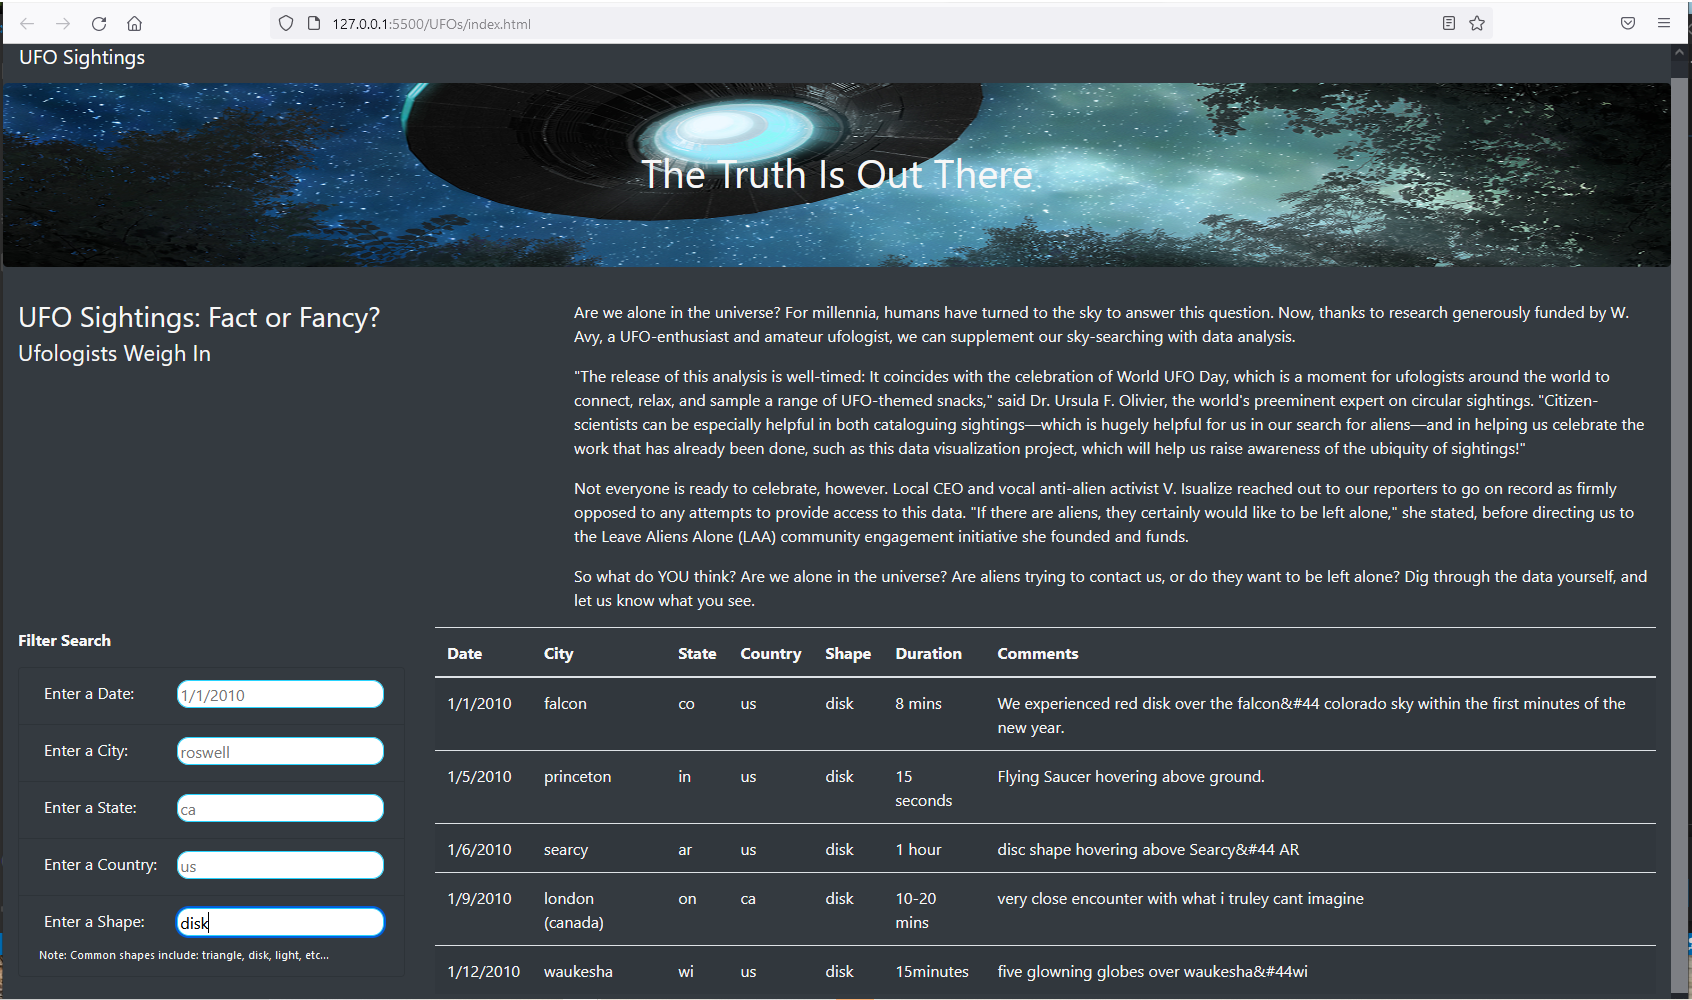 127.0.0.1:5500/UFOs/index.html
UFO Sightings
The Truth Is Out There
UFO Sightings: Fact or Fancy?
Ufologists Weigh In
Are we alone in the universe? For millennia, humans have turned to the sky to answer this question. Now, thanks to research generously funded by W.
Avy, a UFO-enthusiast and amateur ufologist, we can supplement our sky-searching with data analysis.
"The release of this analysis is well-timed: It coincides with the celebration of World UFO Day, which is a moment for ufologists around the world to
connect, relax, and sample a range of UFO-themed snacks," said Dr. Ursula F. Olivier, the world's preeminent expert on circular sightings. "Citizen-
scientists can be especially helpful in both cataloguing sightings—which is hugely helpful for us in our search for aliens—and in helping us celebrate the
work that has already been done, such as this data visualization project, which will help us raise awareness of the ubiquity of sightings!"
Not everyone is ready to celebrate, however. Local CEO and vocal anti-alien activist V. Isualize reached out to our reporters to go on record as firmly
opposed to any attempts to provide access to this data. "If there are aliens, they certainly would like to be left alone," she stated, before directing us to
the Leave Aliens Alone (LAA) community engagement initiative she founded and funds.
So what do YOU think? Are we alone in the universe? Are aliens trying to contact us, or do they want to be left alone? Dig through the data yourself, and
let us know what you see.
Filter Search
Enter a Date: 1/1/2010
Enter a City: roswell
Enter a State: ca
Enter a Country: us
Enter a Shape: disk
Note: Common shapes include: triangle, disk, light, etc...
Date City State Country Shape Duration Comments
1/1/2010 falcon co us disk 8 mins We experienced red disk over the falcon&#44 colorado sky within the first minutes of the
new year.
1/5/2010 princeton in us disk 15 Flying Saucer hovering above ground.
seconds
1/6/2010 searcy ar us disk 1 hour disc shape hovering above Searcy&#44 AR
1/9/2010 london on ca disk 10-20 very close encounter with what i truley cant imagine
(canada) mins
1/12/2010 waukesha wi us disk 15minutes five glowning globes over waukesha&#44wi